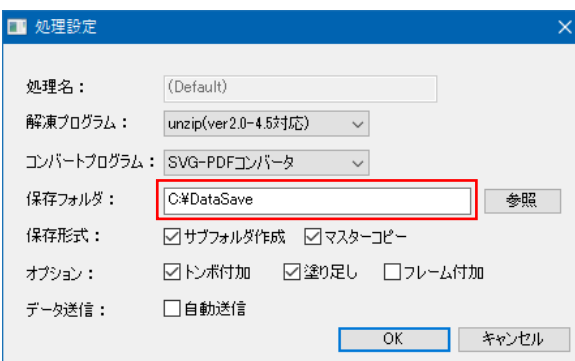 処理設定
処理名： (Default)
解凍プログラム： unzip(ver2.0-4.5対応)
コンバートプログラム： SVG-PDFコンバータ
保存フォルダ： C:¥DataSave 参照
保存形式： サブフォルダ作成 マスターコピー
オプション： トンボ付加 塗り足し フレーム付加
データ送信： 自動送信
OK キャンセル